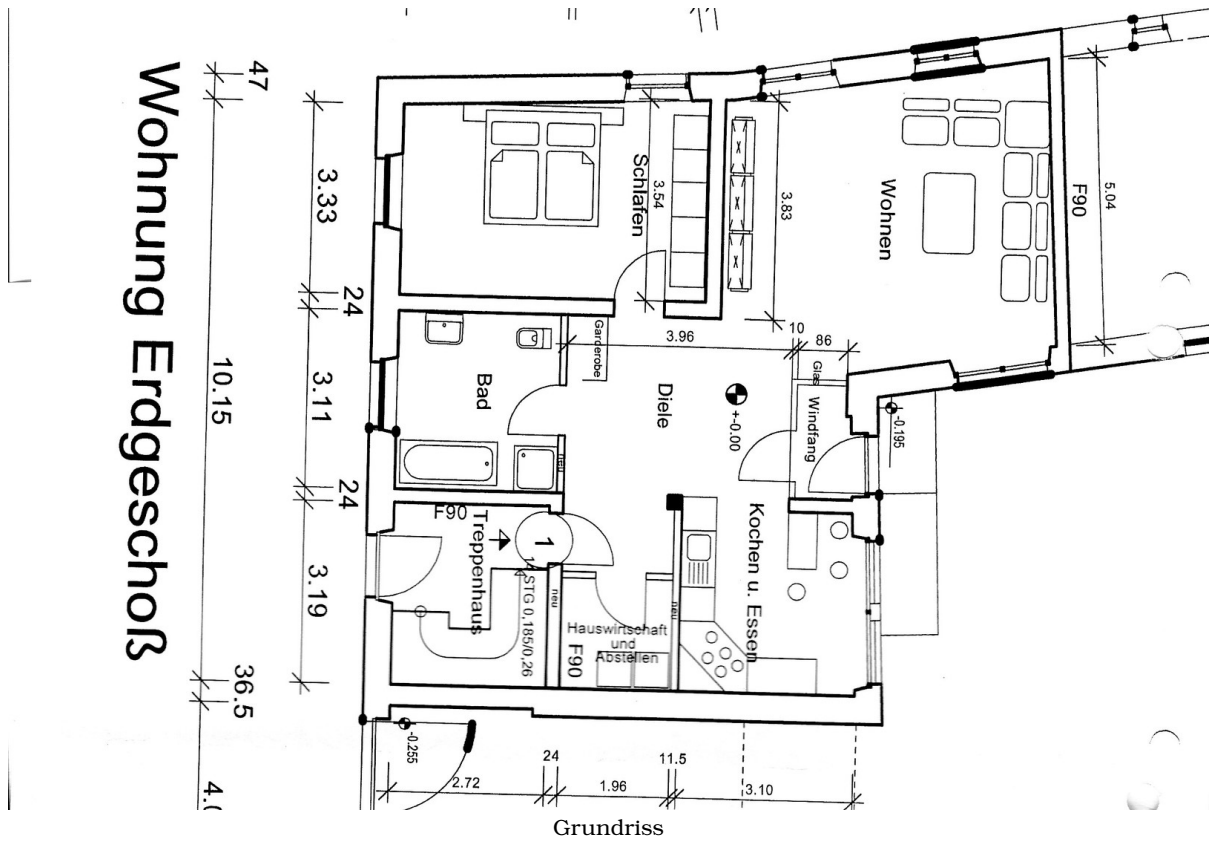 Wohnung Erdgeschoß
47
3.33
24
3.11
24
3.19
36.5
10.15
Schlafen
3.54
3.83
Wohnen
F90
5.04
Garderobe
3.96
10
86
Glas
Bad
Diele
+-0.00
Windfang
-0.195
neu
F90
Treppenhaus
1
STG 0,185/0,26
neu
neu
Hauswirtschaft
und
Abstellen
F90
Kochen u. Essen
-0.255
2.72
24
1.96
11.5
3.10
Grundriss